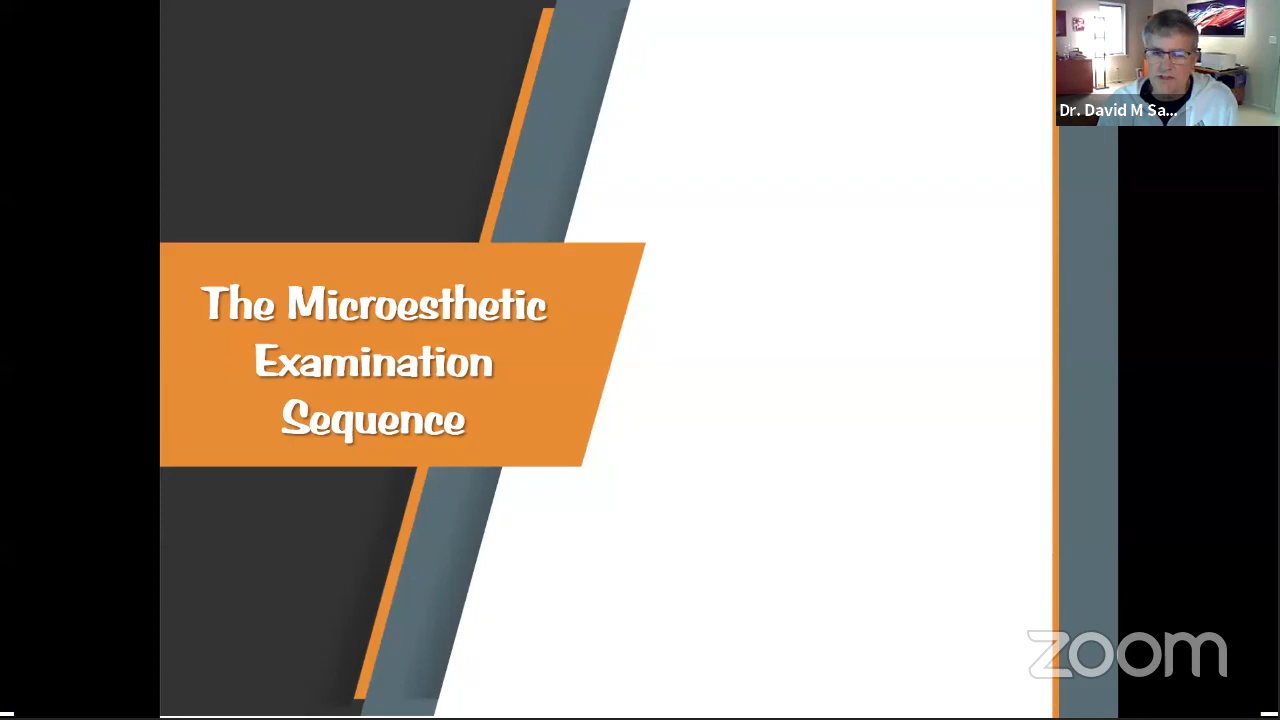 The Microesthetic
Examination
Sequence
Dr. David M Sa...
zoom